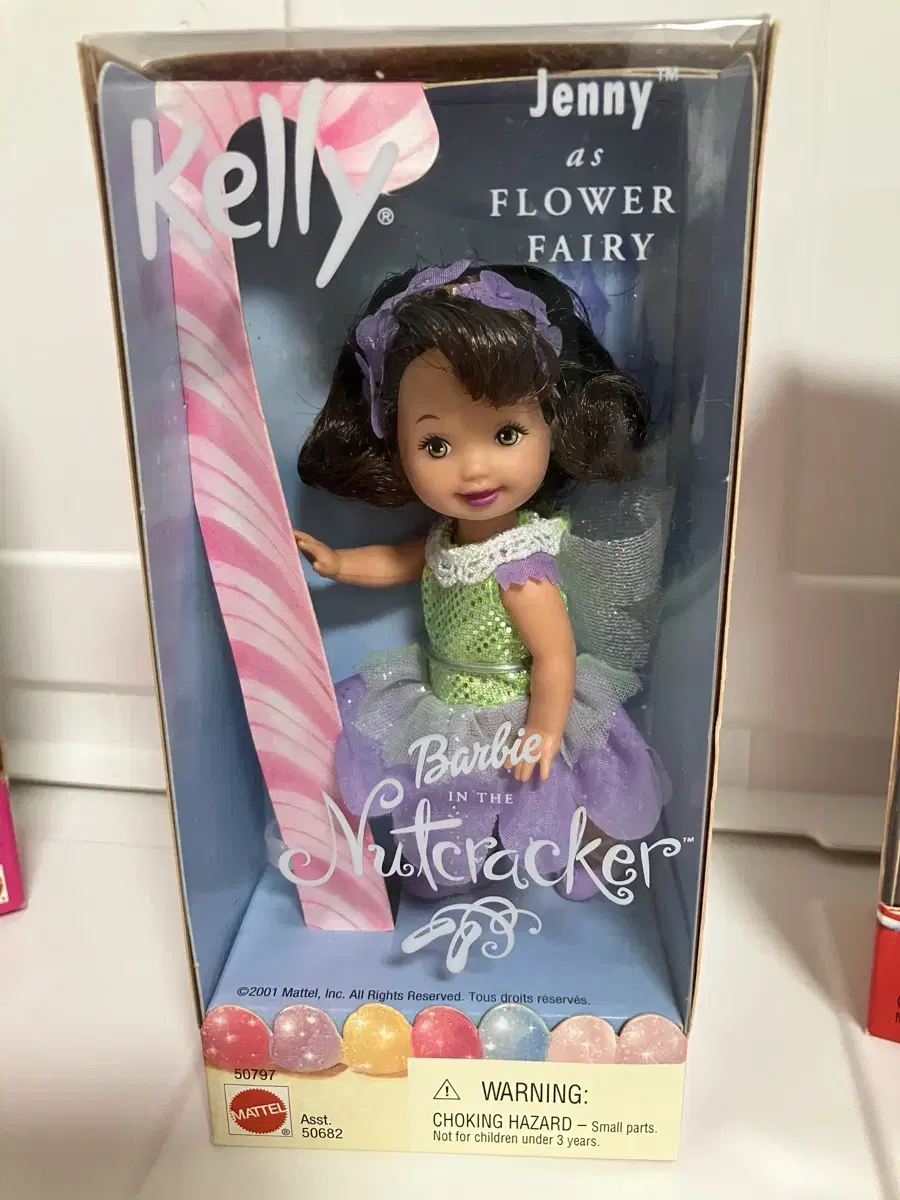 Kelly®
Jenny™
as
FLOWER
FAIRY
Barbie
IN THE
Nutcracker™
©2001 Mattel, Inc. All Rights Reserved. Tous droits réservés.
50797
MATTEL®
Asst.
50682
WARNING:
CHOKING HAZARD – Small parts.
Not for children under 3 years.